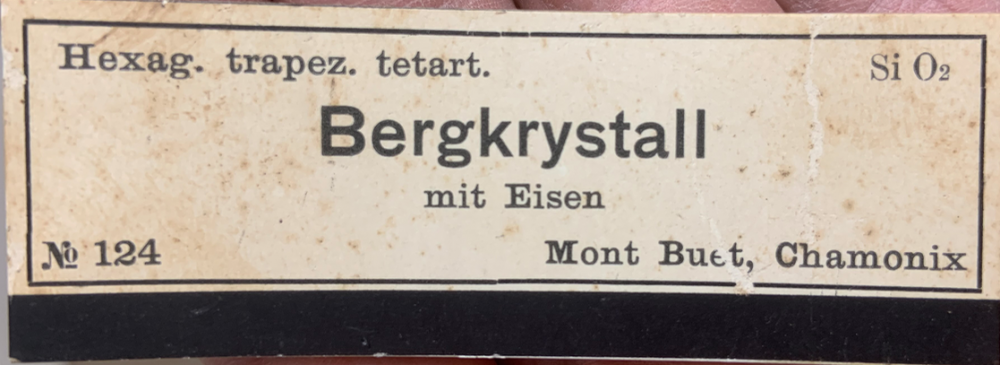 Hexag. trapez. tetart. Si O₂
Bergkrystall
mit Eisen
№ 124 Mont Buet, Chamonix